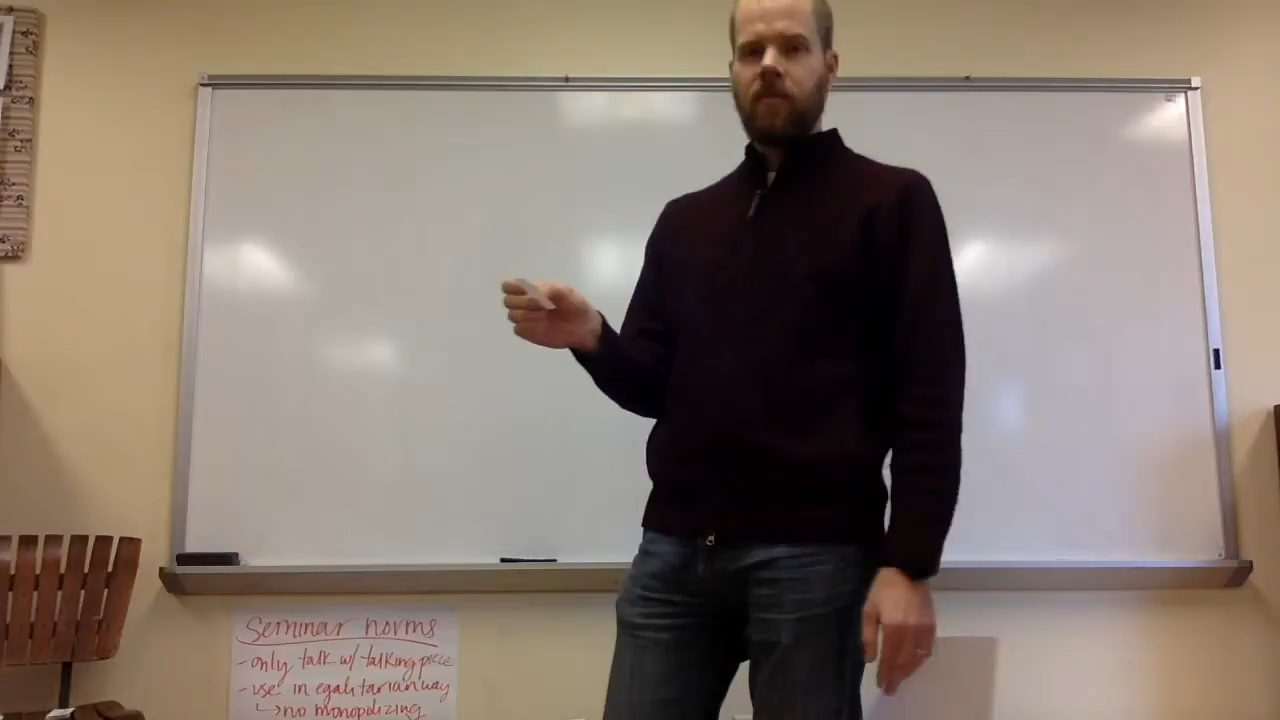 Seminar norms
- only talk w/ talking piece
- use in egalitarian way
↳ no monopolizing